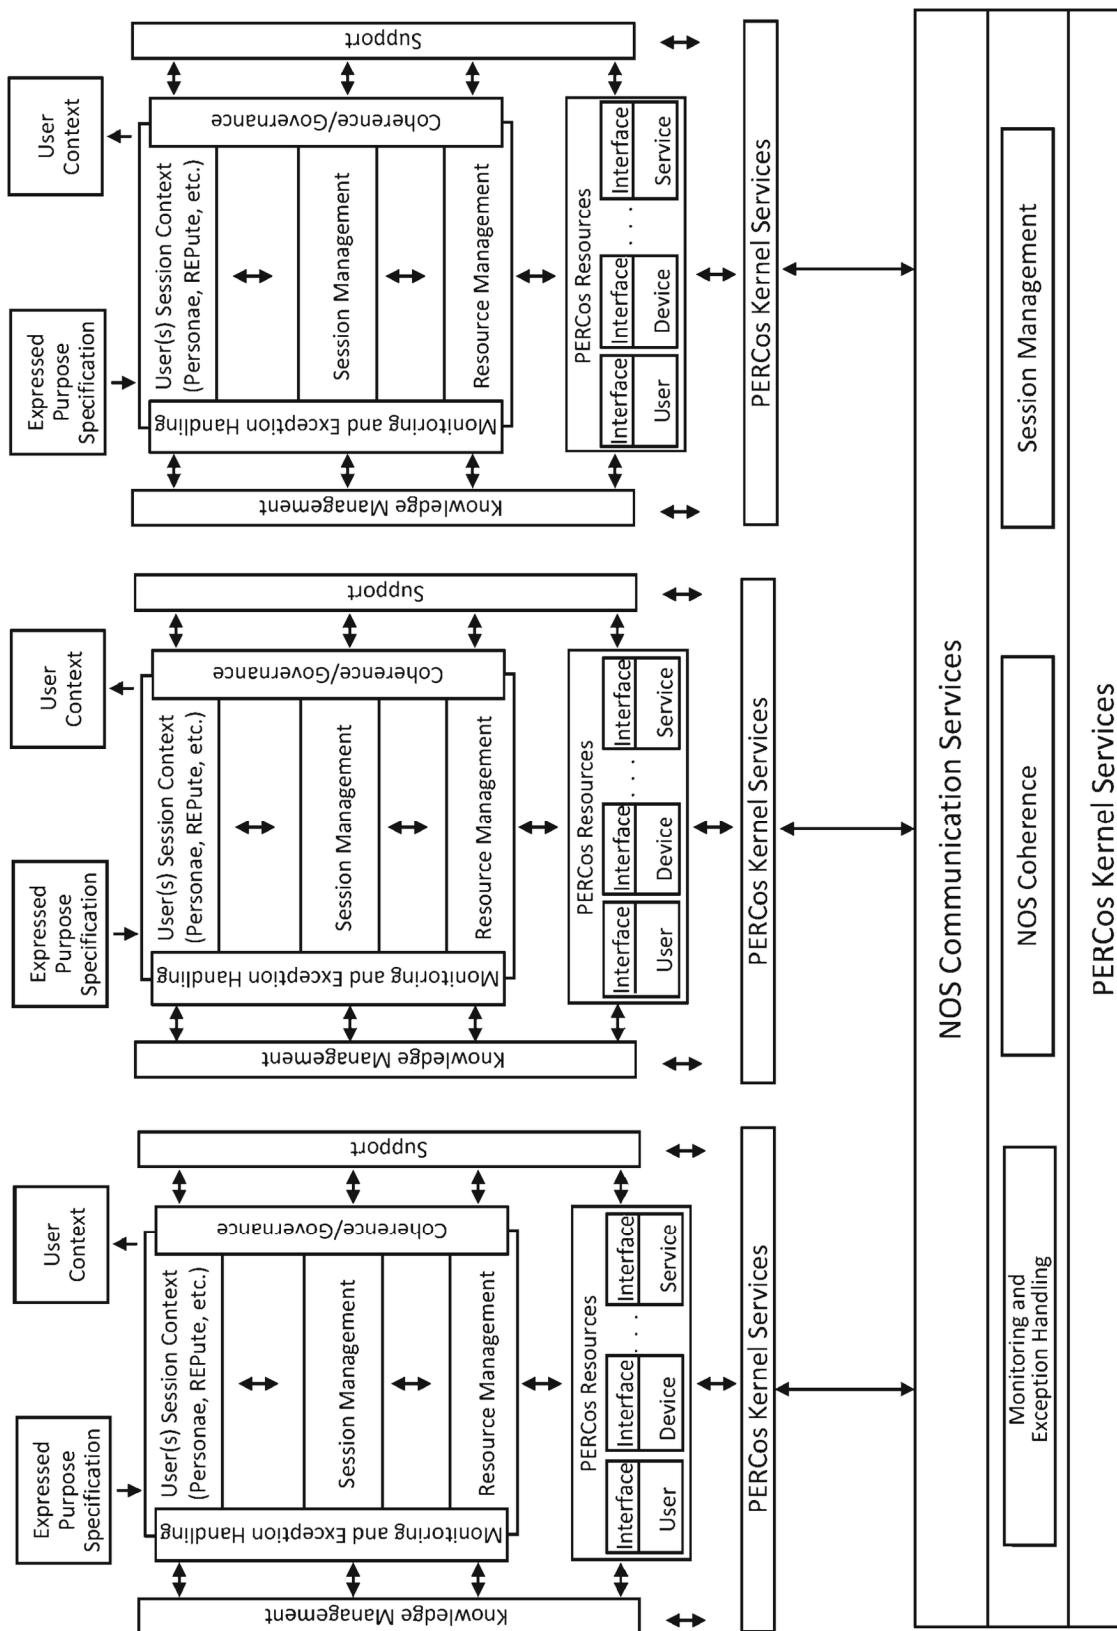 Expressed
Purpose
Specification
User
Context
User(s) Session Context
(Personae, REPute, etc.)
Session Management
Resource Management
Monitoring and Exception Handling
Coherence/Governance
Knowledge Management
Support
PERCos Resources
Interface
User
Interface
Device
. . .
Interface
Service
PERCos Kernel Services
Expressed
Purpose
Specification
User
Context
User(s) Session Context
(Personae, REPute, etc.)
Session Management
Resource Management
Monitoring and Exception Handling
Coherence/Governance
Knowledge Management
Support
PERCos Resources
Interface
User
Interface
Device
. . .
Interface
Service
PERCos Kernel Services
Expressed
Purpose
Specification
User
Context
User(s) Session Context
(Personae, REPute, etc.)
Session Management
Resource Management
Monitoring and Exception Handling
Coherence/Governance
Knowledge Management
Support
PERCos Resources
Interface
User
Interface
Device
. . .
Interface
Service
PERCos Kernel Services
NOS Communication Services
Monitoring and
Exception Handling
NOS Coherence
Session Management
PERCos Kernel Services